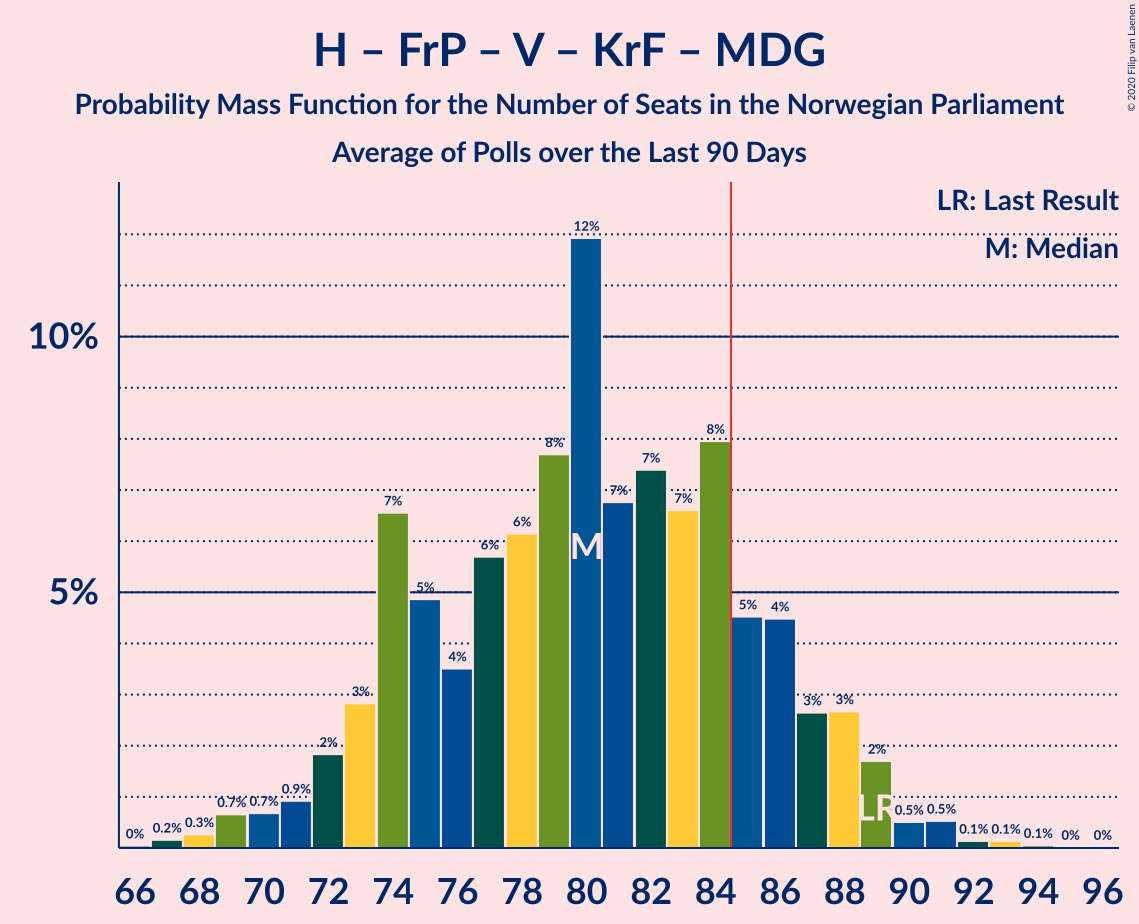 H – FrP – V – KrF – MDG
Probability Mass Function for the Number of Seats in the Norwegian Parliament
Average of Polls over the Last 90 Days
© 2020 Filip van Laenen
LR: Last Result
M: Median
10%
5%
0% 0.2% 0.3% 0.7% 0.7% 0.9% 2% 3% 7% 5% 4% 6% 6% 8% 12% 7% 7% 7% 8% 5% 4% 3% 3% 2% 0.5% 0.5% 0.1% 0.1% 0.1% 0% 0%
M
LR
66 68 70 72 74 76 78 80 82 84 86 88 90 92 94 96